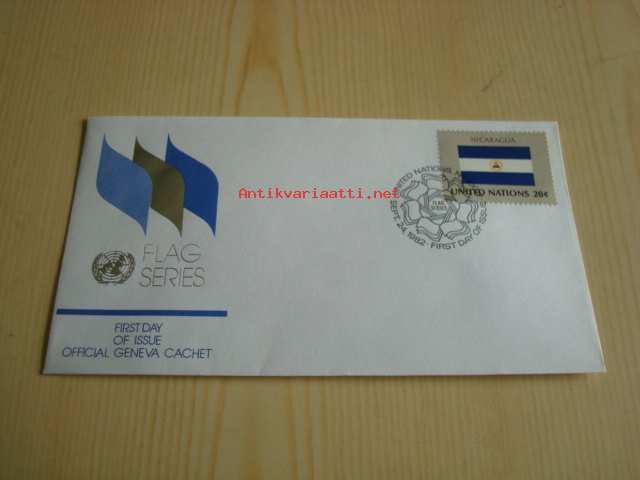 NICARAGUA
UNITED NATIONS 20¢
UNITED NATIONS, N
SEPT. 24, 1982 · FIRST DAY OF ISSUE
FLAG
SERIES
Antikvariaatti.net
FLAG
SERIES
FIRST DAY
OF ISSUE
OFFICIAL GENEVA CACHET